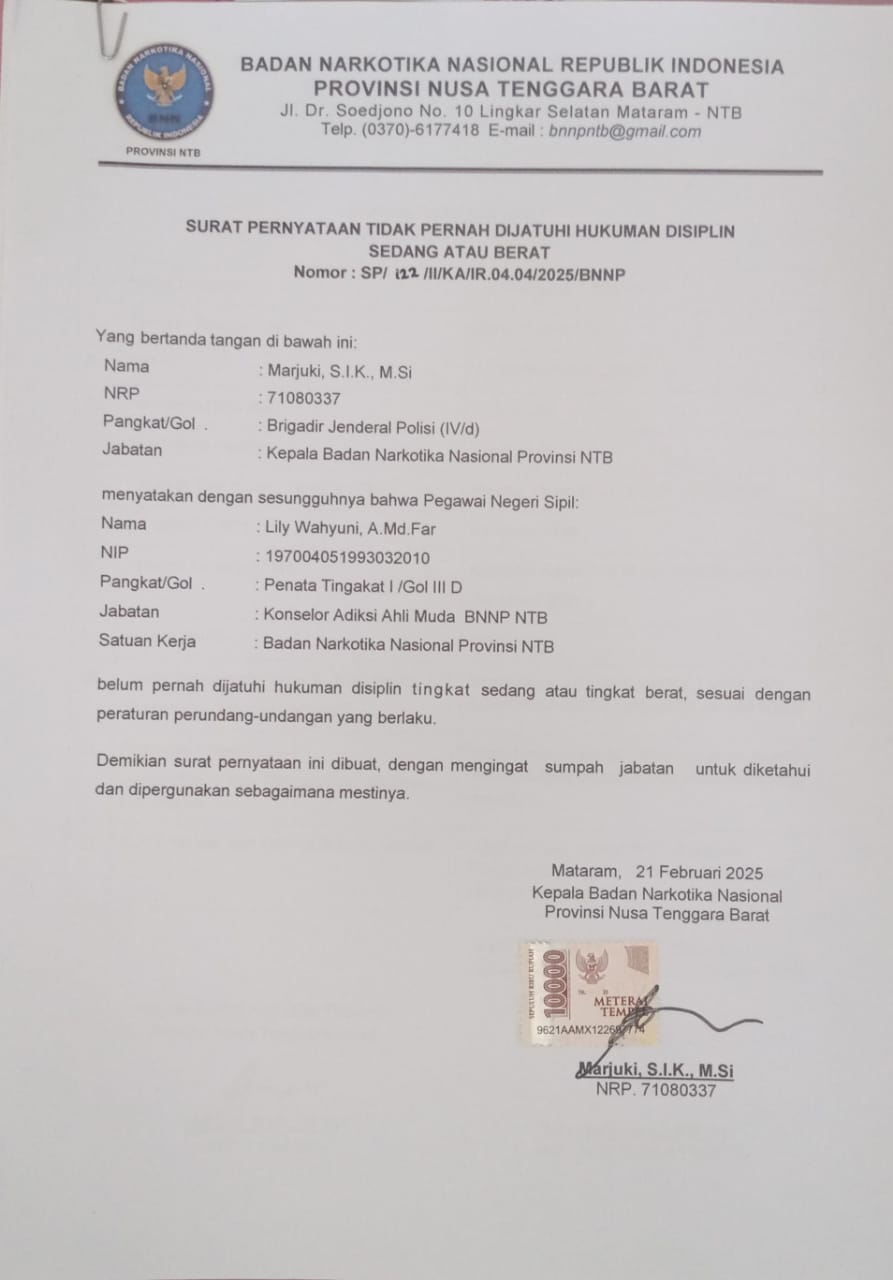 BADAN NARKOTIKA NASIONAL
BNN
REPUBLIK INDONESIA
PROVINSI NTB
BADAN NARKOTIKA NASIONAL REPUBLIK INDONESIA
PROVINSI NUSA TENGGARA BARAT
Jl. Dr. Soedjono No. 10 Lingkar Selatan Mataram - NTB
Telp. (0370)-6177418 E-mail : bnnpntb@gmail.com
SURAT PERNYATAAN TIDAK PERNAH DIJATUHI HUKUMAN DISIPLIN
SEDANG ATAU BERAT
Nomor : SP/ 122 /II/KA/IR.04.04/2025/BNNP
Yang bertanda tangan di bawah ini:
Nama : Marjuki, S.I.K., M.Si
NRP : 71080337
Pangkat/Gol . : Brigadir Jenderal Polisi (IV/d)
Jabatan : Kepala Badan Narkotika Nasional Provinsi NTB
menyatakan dengan sesungguhnya bahwa Pegawai Negeri Sipil:
Nama : Lily Wahyuni, A.Md.Far
NIP : 197004051993032010
Pangkat/Gol . : Penata Tingakat I /Gol III D
Jabatan : Konselor Adiksi Ahli Muda BNNP NTB
Satuan Kerja : Badan Narkotika Nasional Provinsi NTB
belum pernah dijatuhi hukuman disiplin tingkat sedang atau tingkat berat, sesuai dengan
peraturan perundang-undangan yang berlaku.
Demikian surat pernyataan ini dibuat, dengan mengingat sumpah jabatan untuk diketahui
dan dipergunakan sebagaimana mestinya.
Mataram, 21 Februari 2025
Kepala Badan Narkotika Nasional
Provinsi Nusa Tenggara Barat
SEPULUH RIBU RUPIAH
10000
METERAI
TEMPEL
Marjuki, S.I.K., M.Si
NRP. 71080337